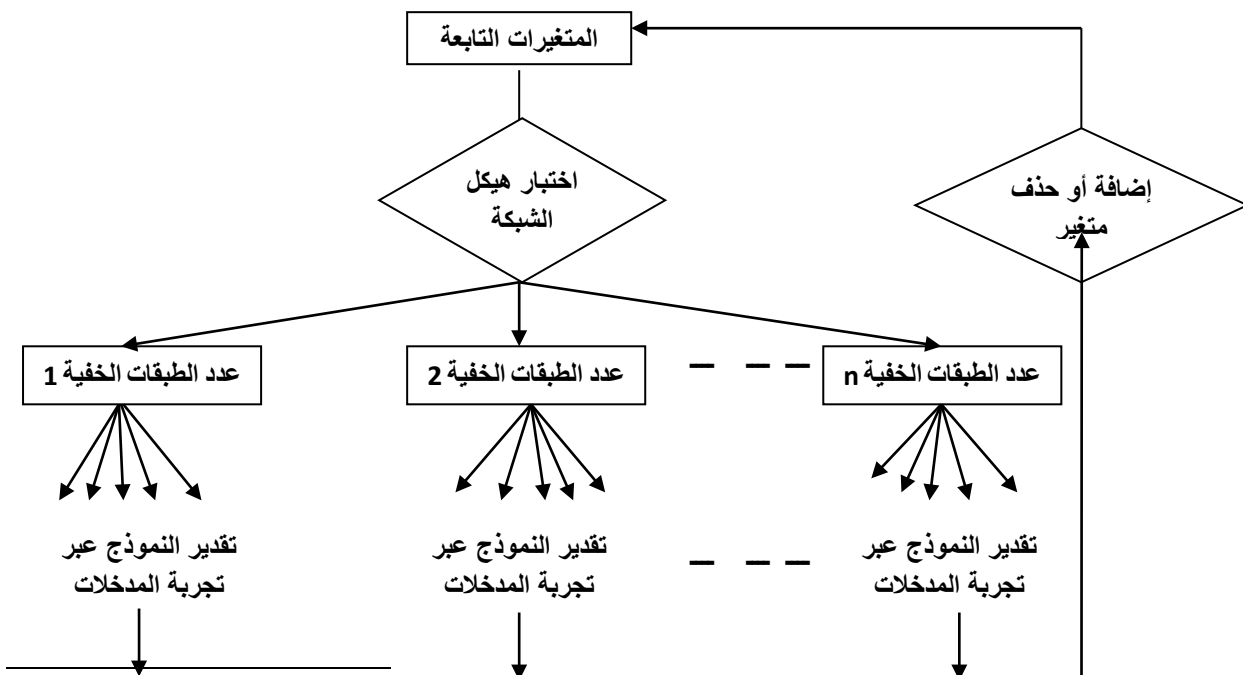 المتغيرات التابعة
اختبار هيكل
الشبكة
إضافة أو حذف
متغير
عدد الطبقات الخفية 1
عدد الطبقات الخفية 2
عدد الطبقات الخفية n
تقدير النموذج عبر
تجربة المدخلات
تقدير النموذج عبر
تجربة المدخلات
تقدير النموذج عبر
تجربة المدخلات